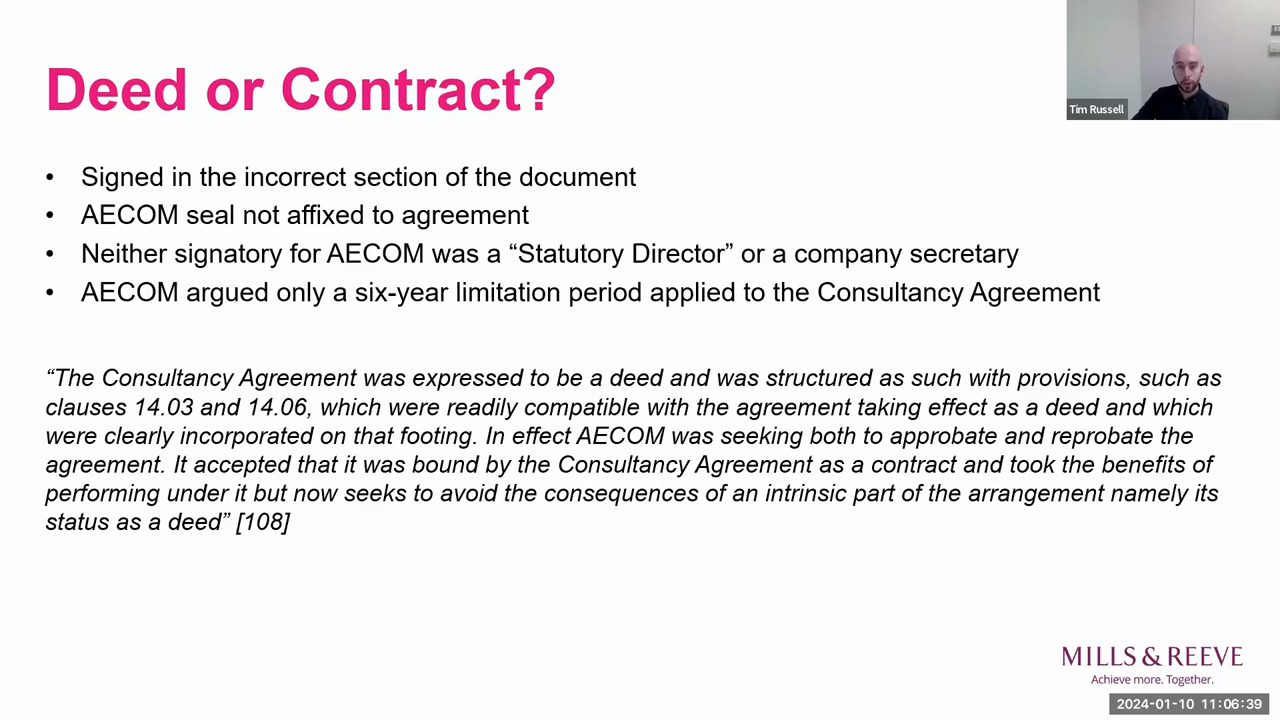 Deed or Contract?
Tim Russell
• Signed in the incorrect section of the document
• AECOM seal not affixed to agreement
• Neither signatory for AECOM was a “Statutory Director” or a company secretary
• AECOM argued only a six-year limitation period applied to the Consultancy Agreement
“The Consultancy Agreement was expressed to be a deed and was structured as such with provisions, such as
clauses 14.03 and 14.06, which were readily compatible with the agreement taking effect as a deed and which
were clearly incorporated on that footing. In effect AECOM was seeking both to approbate and reprobate the
agreement. It accepted that it was bound by the Consultancy Agreement as a contract and took the benefits of
performing under it but now seeks to avoid the consequences of an intrinsic part of the arrangement namely its
status as a deed” [108]
MILLS & REEVE
Achieve more. Together.
2024-01-10 11:06:39